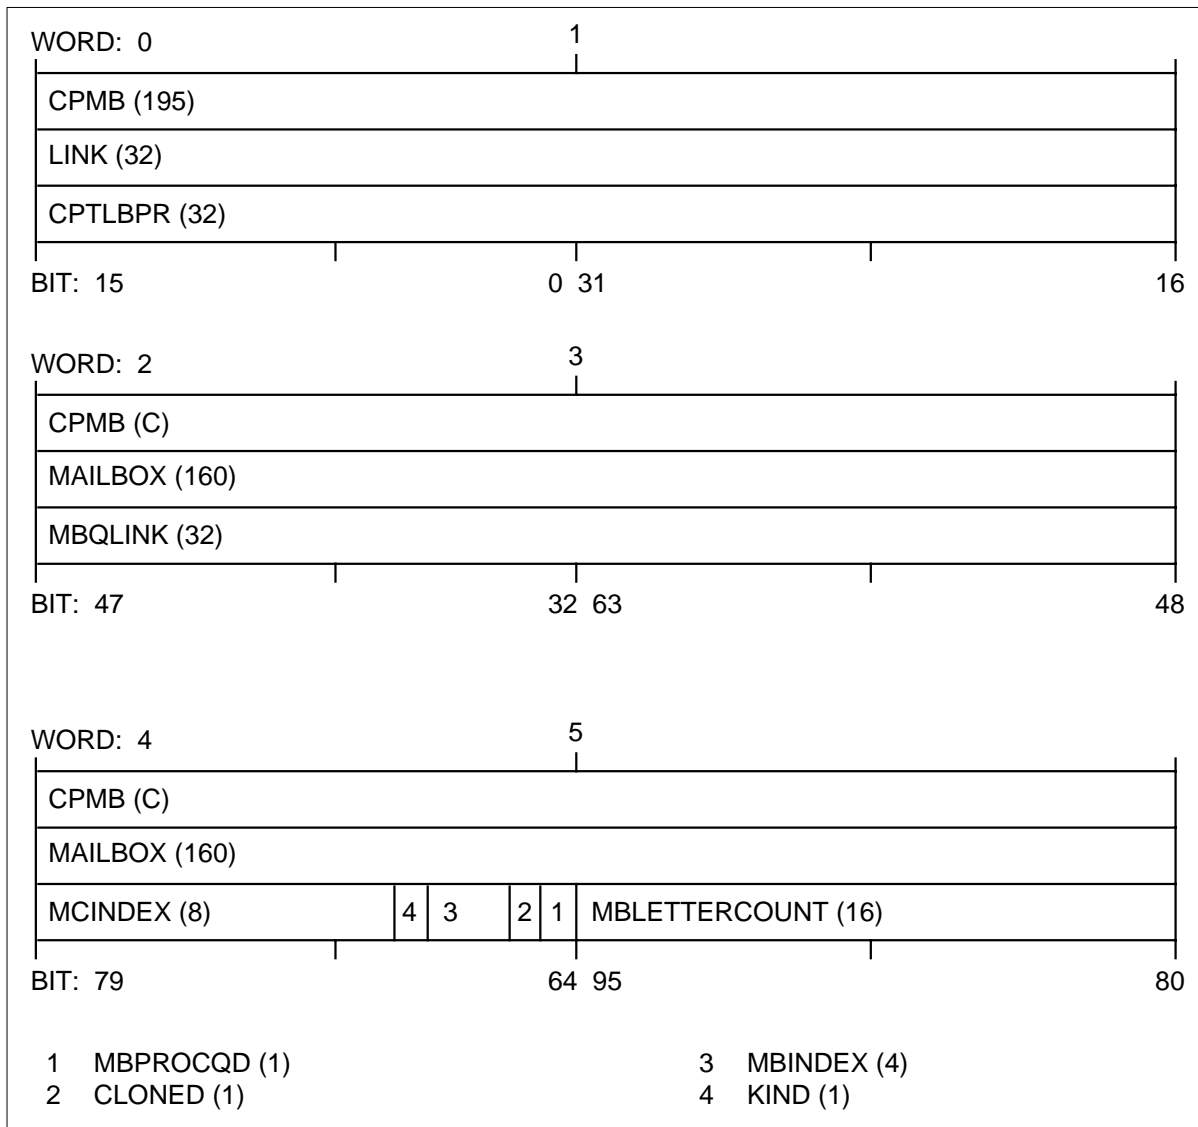 WORD: 0 1
CPMB (195)
LINK (32)
CPTLBPR (32)
BIT: 15 0 31 16
WORD: 2 3
CPMB (C)
MAILBOX (160)
MBQLINK (32)
BIT: 47 32 63 48
WORD: 4 5
CPMB (C)
MAILBOX (160)
MCINDEX (8) 4 3 2 1 MBLETTERCOUNT (16)
BIT: 79 64 95 80
1 MBPROCQD (1) 3 MBINDEX (4)
2 CLONED (1) 4 KIND (1)